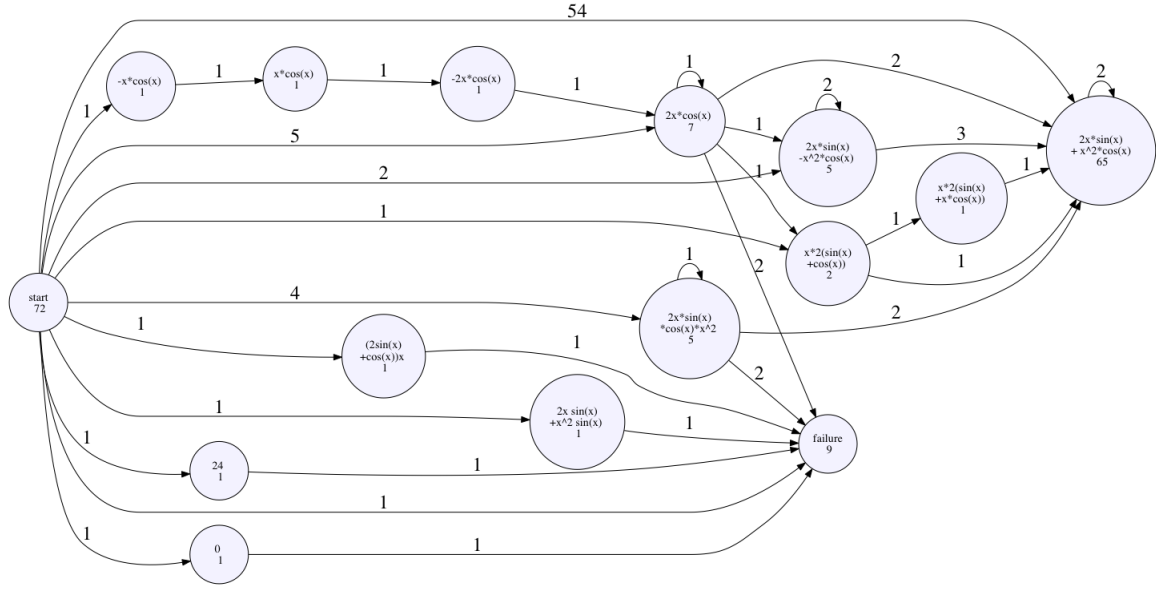 54
-x*cos(x)
1
1
x*cos(x)
1
1
-2x*cos(x)
1
1
1
2x*cos(x)
7
1
2
2
2x*sin(x)
+ x^2*cos(x)
65
2
2x*sin(x)
-x^2*cos(x)
5
1
3
5
2
1
1
x*2(sin(x)
+x*cos(x))
1
1
x*2(sin(x)
+cos(x))
2
1
1
2
start
72
4
1
2x*sin(x)
*cos(x)*x^2
5
2
1
(2sin(x)
+cos(x))x
1
1
2
1
2x sin(x)
+x^2 sin(x)
1
1
failure
9
1
24
1
1
1
1
0
1
1